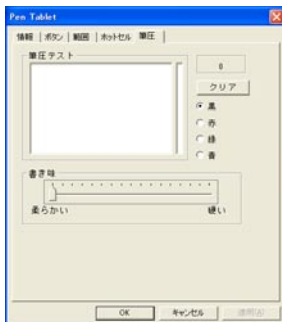 Pen Tablet
情報 ボタン 範囲 ホットセル 筆圧
筆圧テスト
0
クリア
黒
赤
緑
青
書き味
柔らかい 硬い
OK キャンセル 適用(A)